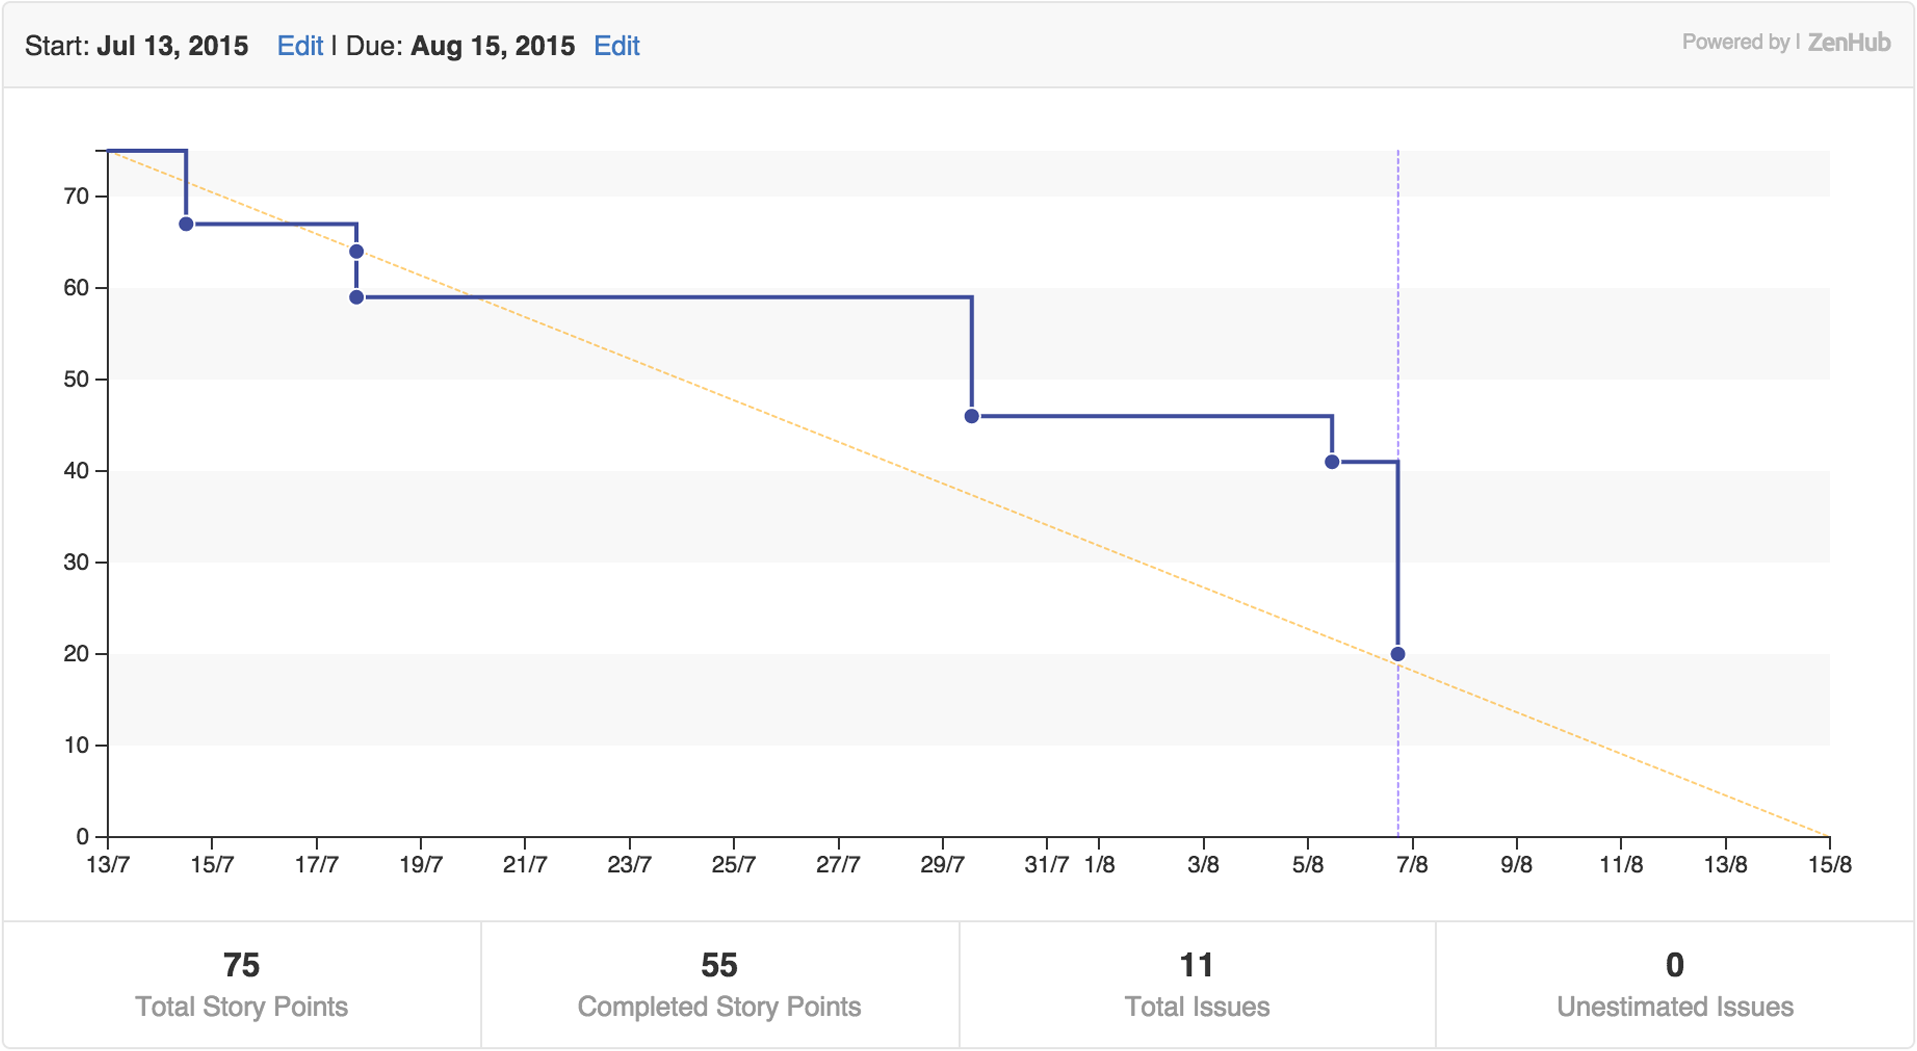 Start: Jul 13, 2015 Edit | Due: Aug 15, 2015 Edit
Powered by | ZenHub
70
60
50
40
30
20
10
0
13/7 15/7 17/7 19/7 21/7 23/7 25/7 27/7 29/7 31/7 1/8 3/8 5/8 7/8 9/8 11/8 13/8 15/8
75
Total Story Points
55
Completed Story Points
11
Total Issues
0
Unestimated Issues